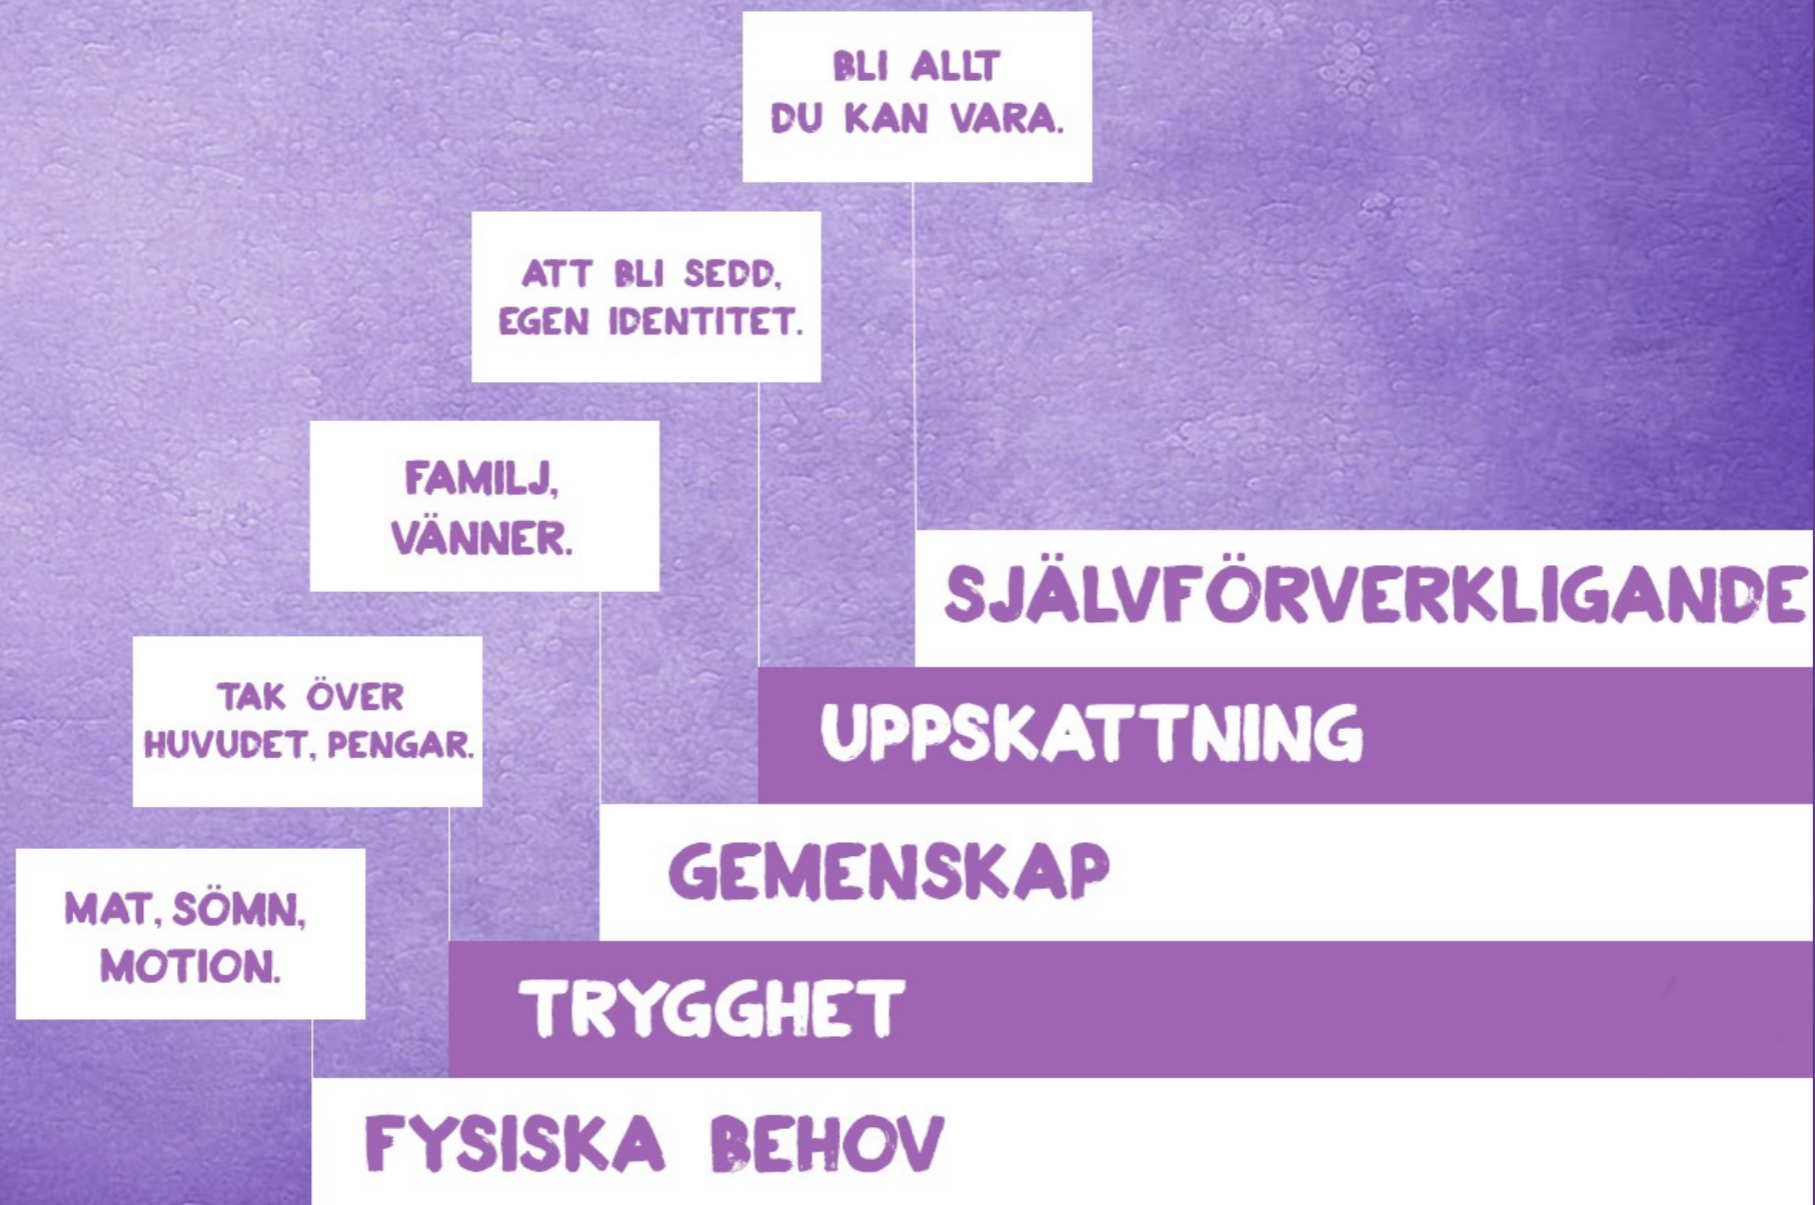 BLI ALLT
DU KAN VARA.
ATT BLI SEDD,
EGEN IDENTITET.
FAMILJ,
VÄNNER.
SJÄLVFÖRVERKLIGANDE
TAK ÖVER
HUVUDET, PENGAR.
UPPSKATTNING
GEMENSKAP
MAT, SÖMN,
MOTION.
TRYGGHET
FYSISKA BEHOV